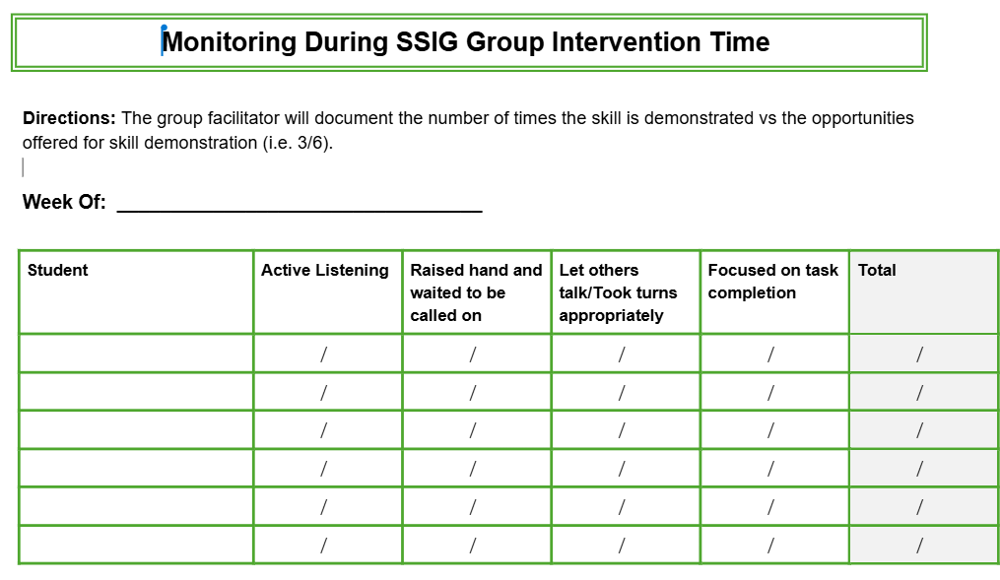 Monitoring During SSIG Group Intervention Time
Directions: The group facilitator will document the number of times the skill is demonstrated vs the opportunities
offered for skill demonstration (i.e. 3/6).
Week Of: ___________________________________
Student
Active Listening
Raised hand and
waited to be
called on
Let others
talk/Took turns
appropriately
Focused on task
completion
Total
/ / / / /
/ / / / /
/ / / / /
/ / / / /
/ / / / /
/ / / / /